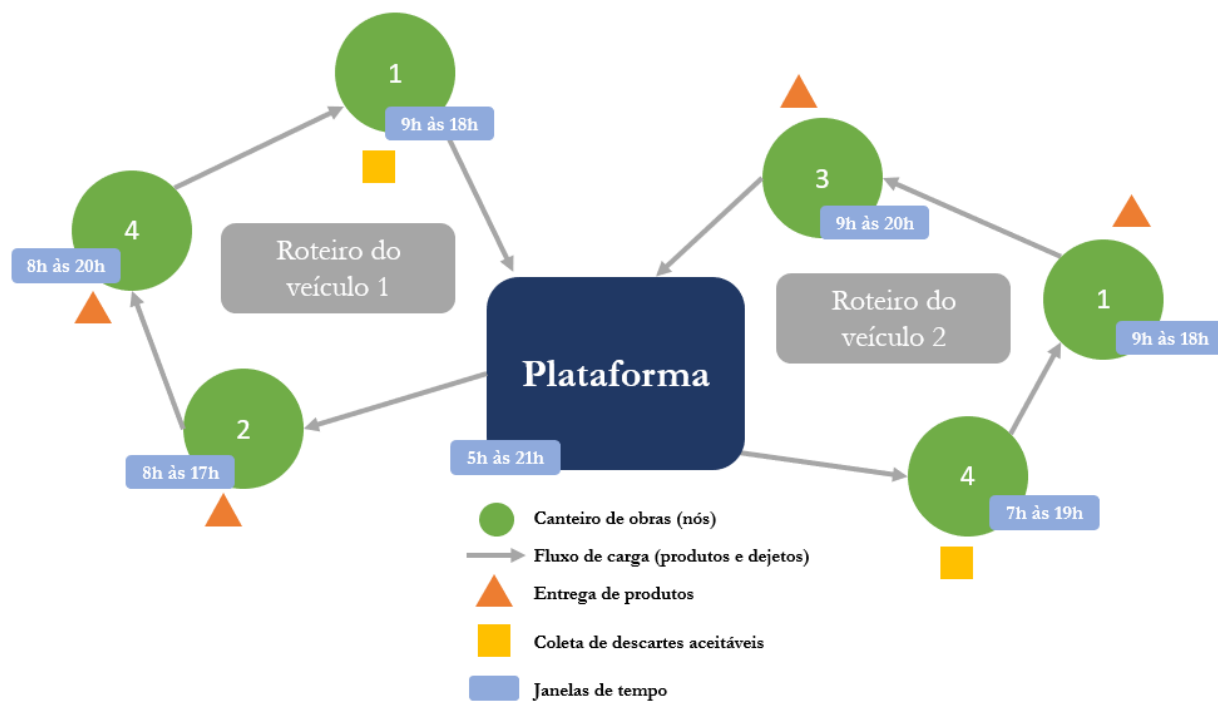 1
9h às 18h
3
9h às 20h
4
8h às 20h
Roteiro do
veículo 1
Roteiro do
veículo 2
1
9h às 18h
Plataforma
5h às 21h
2
8h às 17h
4
7h às 19h
Canteiro de obras (nós)
Fluxo de carga (produtos e dejetos)
Entrega de produtos
Coleta de descartes aceitáveis
Janelas de tempo